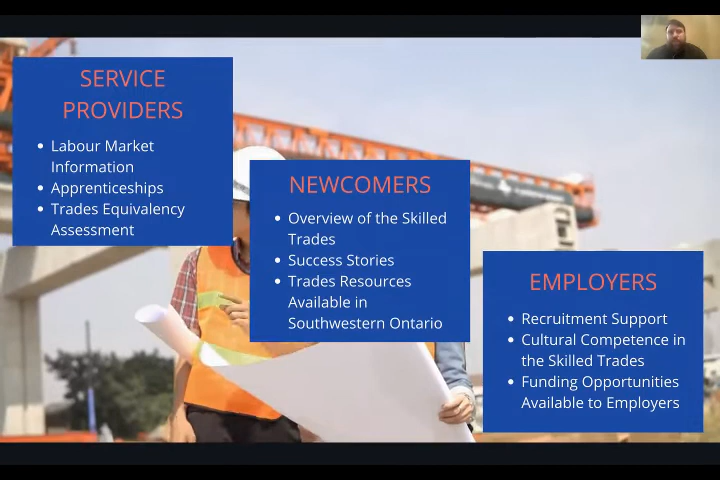 SERVICE
PROVIDERS
• Labour Market
Information
• Apprenticeships
• Trades Equivalency
Assessment
NEWCOMERS
• Overview of the Skilled
Trades
• Success Stories
• Trades Resources
Available in
Southwestern Ontario
EMPLOYERS
• Recruitment Support
• Cultural Competence in
the Skilled Trades
• Funding Opportunities
Available to Employers